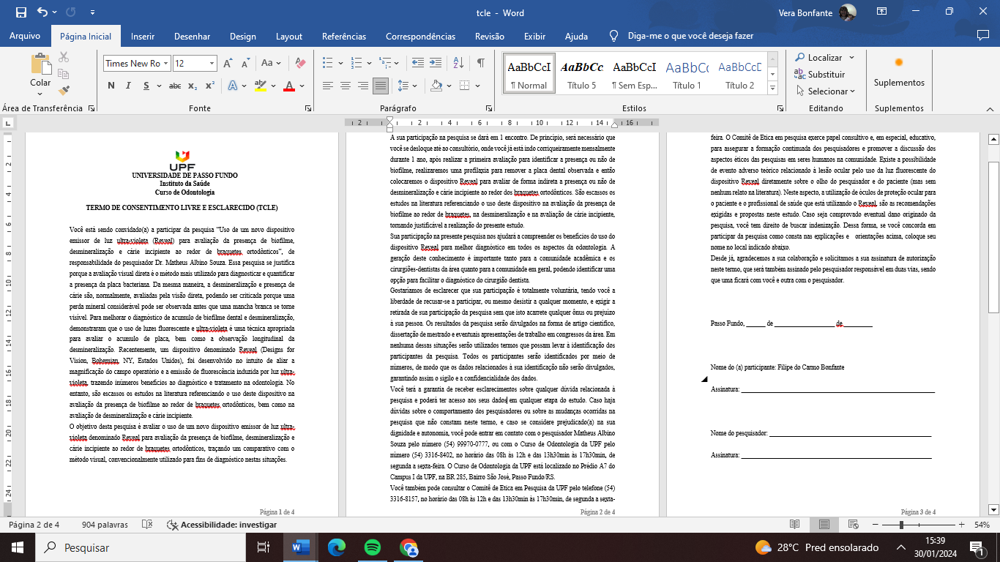 tcle - Word
Vera Bonfante
Arquivo
Página Inicial
Inserir
Desenhar
Design
Layout
Referências
Correspondências
Revisão
Exibir
Ajuda
Diga-me o que você deseja fazer
Colar
Área de Transferência
Times New Ro
12
Aa
N I S abc x₂ x²
Fonte
Parágrafo
AaBbCcI
¶ Normal
AaBbCc
Título 5
AaBbCcI
¶ Sem Esp...
AaBbCc
Título 1
AaBbCcD
Título 2
Estilos
Localizar
Substituir
Selecionar
Editando
Suplementos
Suplementos
2 2 4 6 8 10 12 14 16
UPF
UNIVERSIDADE DE PASSO FUNDO
Instituto da Saúde
Curso de Odontologia
TERMO DE CONSENTIMENTO LIVRE E ESCLARECIDO (TCLE)
Você está sendo convidado(a) a participar da pesquisa “Uso de um novo dispositivo
emissor de luz ultra-violeta (Reveal) para avaliação da presença de biofilme,
desmineralização e cárie incipiente ao redor de braquetes ortodônticos”, de
responsabilidade do pesquisador Dr. Matheus Albino Souza. Essa pesquisa se justifica
porque a avaliação visual direta é o método mais utilizado para diagnosticar e quantificar
a presença da placa bacteriana. Da mesma maneira, a desmineralização e presença de
cárie são, normalmente, avaliadas pela visão direta, podendo ser criticada porque uma
perda mineral considerável pode ser observada antes que uma mancha branca se torne
visível. Para melhorar o diagnóstico de acumulo de biofilme dental e desmineralização,
demonstraram que o uso de luzes fluorescente e ultra-violeta é uma técnica apropriada
para avaliar o acumulo de placa, bem como a observação longitudinal da
desmineralização. Recentemente, um dispositivo denominado Reveal (Designs for
Vision, Bohemian, NY, Estados Unidos), foi desenvolvido no intuito de aliar a
magnificação do campo operatório e a emissão de fluorescência induzida por luz ultra-
violeta, trazendo inúmeros benefícios ao diagnóstico e tratamento na odontologia. No
entanto, são escassos os estudos na literatura referenciando o uso deste dispositivo na
avaliação da presença de biofilme ao redor de braquetes ortodônticos, bem como na
avaliação de desmineralização e cárie incipiente.
O objetivo desta pesquisa é avaliar o uso de um novo dispositivo emissor de luz ultra-
violeta denominado Reveal para avaliação da presença de biofilme, desmineralização e
cárie incipiente ao redor de braquetes ortodônticos, traçando um comparativo com o
método visual, convencionalmente utilizado para fins de diagnóstico nestas situações.
Página 1 de 4
A sua participação na pesquisa se dará em 1 encontro. De princípio, será necessário que
você se desloque até ao consultório, onde você já está indo corriqueiramente mensalmente
durante 1 ano, após realizar a primeira avaliação para identificar a presença ou não de
biofilme, realizaremos uma profilaxia para remover a placa dental observada e então
colocaremos o dispositivo Reveal para avaliar de forma indireta a presença ou não de
desmineralização e cárie incipiente ao redor dos braquetes ortodônticos. São escassos os
estudos na literatura referenciando o uso deste dispositivo na avaliação da presença de
biofilme ao redor de braquetes, na desmineralização e na avaliação de cárie incipiente,
tornando justificável a realização do presente estudo.
Sua participação na presente pesquisa nos ajudará a compreender os benefícios do uso do
dispositivo Reveal para melhor diagnóstico em todos os aspectos da odontologia. A
geração deste conhecimento é importante tanto para a comunidade acadêmica e os
cirurgiões-dentistas da área quanto para a comunidade em geral, podendo identificar uma
opção para facilitar o diagnóstico do cirurgião dentista.
Gostaríamos de esclarecer que sua participação é totalmente voluntária, tendo você a
liberdade de recusar-se a participar, ou mesmo desistir a qualquer momento, e exigir a
retirada de sua participação da pesquisa sem que isto acarrete qualquer ônus ou prejuízo
à sua pessoa. Os resultados da pesquisa serão divulgados na forma de artigo científico,
dissertação de mestrado e eventuais apresentações de trabalho em congressos da área. Em
nenhuma dessas situações serão utilizados termos que possam levar à identificação dos
participantes da pesquisa. Todos os participantes serão identificados por meio de
números, de modo que os dados relacionados à sua identificação não serão divulgados,
garantindo assim o sigilo e a confidencialidade dos dados.
Você terá a garantia de receber esclarecimentos sobre qualquer dúvida relacionada à
pesquisa e poderá ter acesso aos seus dados em qualquer etapa do estudo. Caso haja
dúvidas sobre o comportamento dos pesquisadores ou sobre as mudanças ocorridas na
pesquisa que não constam neste termo, e caso se considere prejudicado(a) na sua
dignidade e autonomia, você pode entrar em contato com o pesquisador Matheus Albino
Souza pelo número (54) 99970-0777, ou com o Curso de Odontologia da UPF pelo
número (54) 3316-8402, no horário das 08h às 12h e das 13h30min às 17h30min, de
segunda a sexta-feira. O Curso de Odontologia da UPF está localizado no Prédio A7 do
Campus I da UPF, na BR 285, Bairro São José, Passo Fundo/RS.
Você também pode consultar o Comitê de Etica em Pesquisa da UPF pelo telefone (54)
3316-8157, no horário das 08h às 12h e das 13h30min às 17h30min, de segunda a sexta-
Página 2 de 4
feira. O Comitê de Etica em pesquisa exerce papel consultivo e, em especial, educativo,
para assegurar a formação continuada dos pesquisadores e promover a discussão dos
aspectos éticos das pesquisas em seres humanos na comunidade. Existe a possibilidade
de evento adverso teórico relacionado à lesão ocular pelo uso da luz fluorescente do
dispositivo Reveal diretamente sobre o olho do pesquisador e do paciente (mas sem
nenhum relato na literatura). Neste aspecto, a utilização de óculos de proteção ocular para
o paciente e o profissional de saúde que está utilizando o Reveal, são as recomendações
exigidas e propostas neste estudo. Caso seja comprovado eventual dano originado da
pesquisa, você tem direito de buscar indenização. Dessa forma, se você concorda em
participar da pesquisa como consta nas explicações e orientações acima, coloque seu
nome no local indicado abaixo.
Desde já, agradecemos a sua colaboração e solicitamos a sua assinatura de autorização
neste termo, que será também assinado pelo pesquisador responsável em duas vias, sendo
que uma ficará com você e outra com o pesquisador.
Passo Fundo, ______ de __________________ de_________
Nome do (a) participante: Filipe do Carmo Bonfante
Assinatura: ____________________
Nome do pesquisador: ____________________
Assinatura: ____________________
Página 3 de 4
Página 2 de 4
904 palavras
Acessibilidade: investigar
54%
Pesquisar
28°C Pred ensolarado
15:39
30/01/2024
1